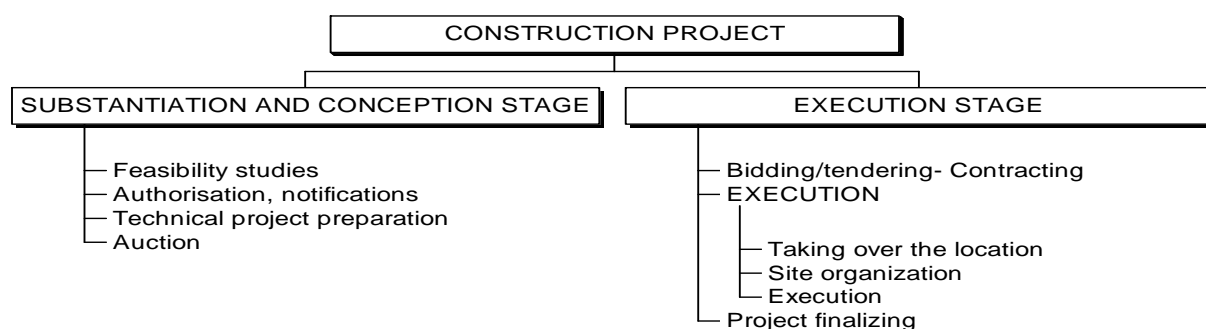 CONSTRUCTION PROJECT
SUBSTANTIATION AND CONCEPTION STAGE
Feasibility studies
Authorisation, notifications
Technical project preparation
Auction
EXECUTION STAGE
Bidding/tendering- Contracting
EXECUTION
Taking over the location
Site organization
Execution
Project finalizing